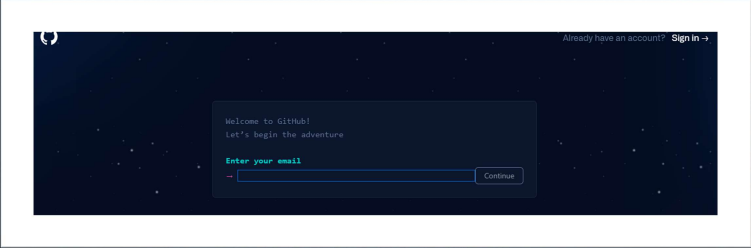 Already have an account? Sign in →
Welcome to GitHub!
Let's begin the adventure
Enter your email
→ Continue